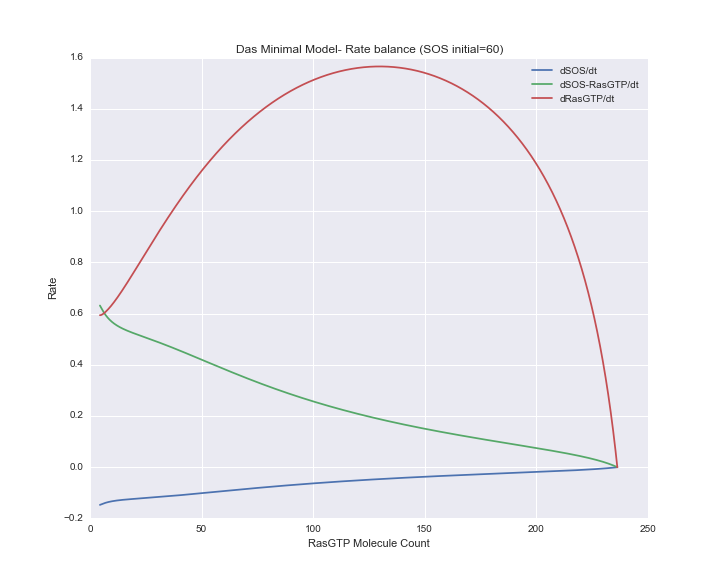 Das Minimal Model- Rate balance (SOS initial=60)
1.6
1.4
1.2
1.0
0.8
0.6
0.4
0.2
0.0
−0.2
Rate
dSOS/dt
dSOS-RasGTP/dt
dRasGTP/dt
0 50 100 150 200 250
RasGTP Molecule Count